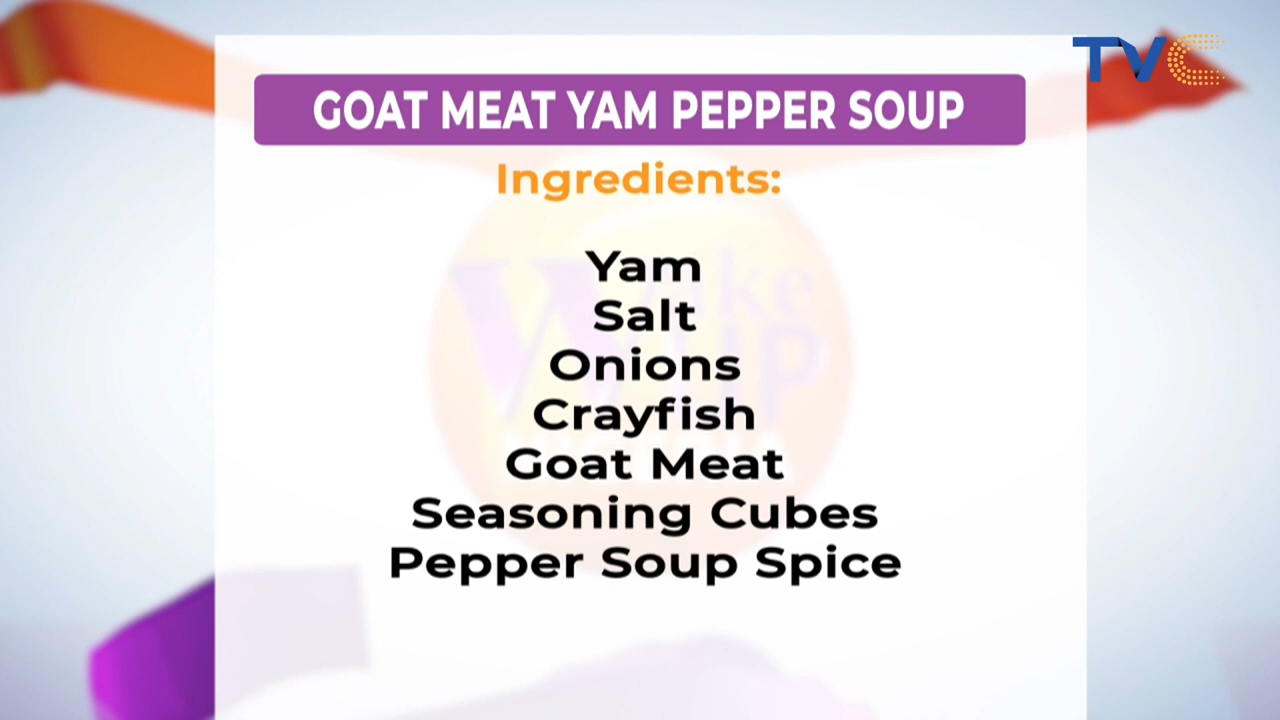 TVC
GOAT MEAT YAM PEPPER SOUP
Ingredients:
Yam
Salt
Onions
Crayfish
Goat Meat
Seasoning Cubes
Pepper Soup Spice